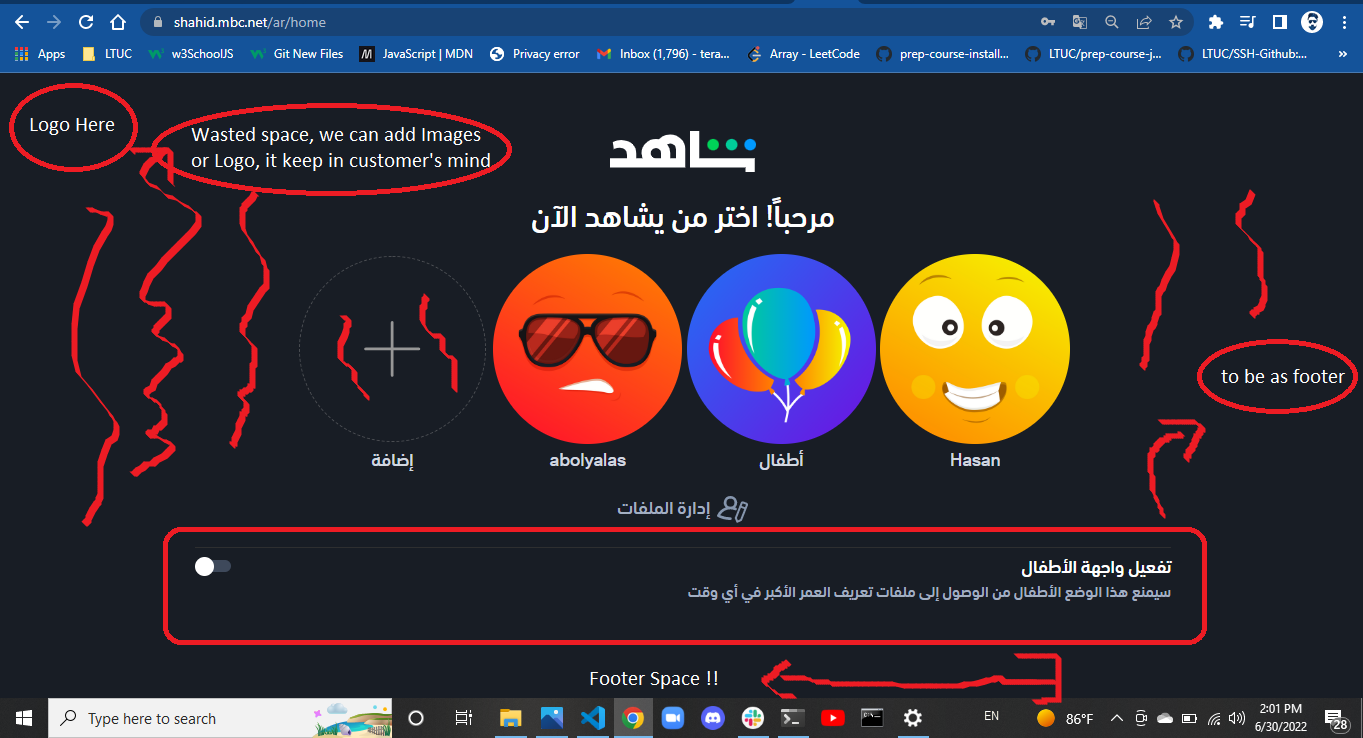 shahid.mbc.net/ar/home
Apps
LTUC
w3SchoolJS
Git New Files
JavaScript | MDN
Privacy error
Inbox (1,796) - tera...
Array - LeetCode
prep-course-install...
LTUC/prep-course-j...
LTUC/SSH-Github:...
»
Logo Here
Wasted space, we can add Images
or Logo, it keep in customer's mind
شاهد
مرحباً! اختر من يشاهد الآن
to be as footer
Hasan
أطفال
abolyalas
إضافة
إدارة الملفات
تفعيل واجهة الأطفال
سيمنع هذا الوضع الأطفال من الوصول إلى ملفات تعريف العمر الأكبر في أي وقت
Footer Space !!
Type here to search
EN
86°F
2:01 PM
6/30/2022
28